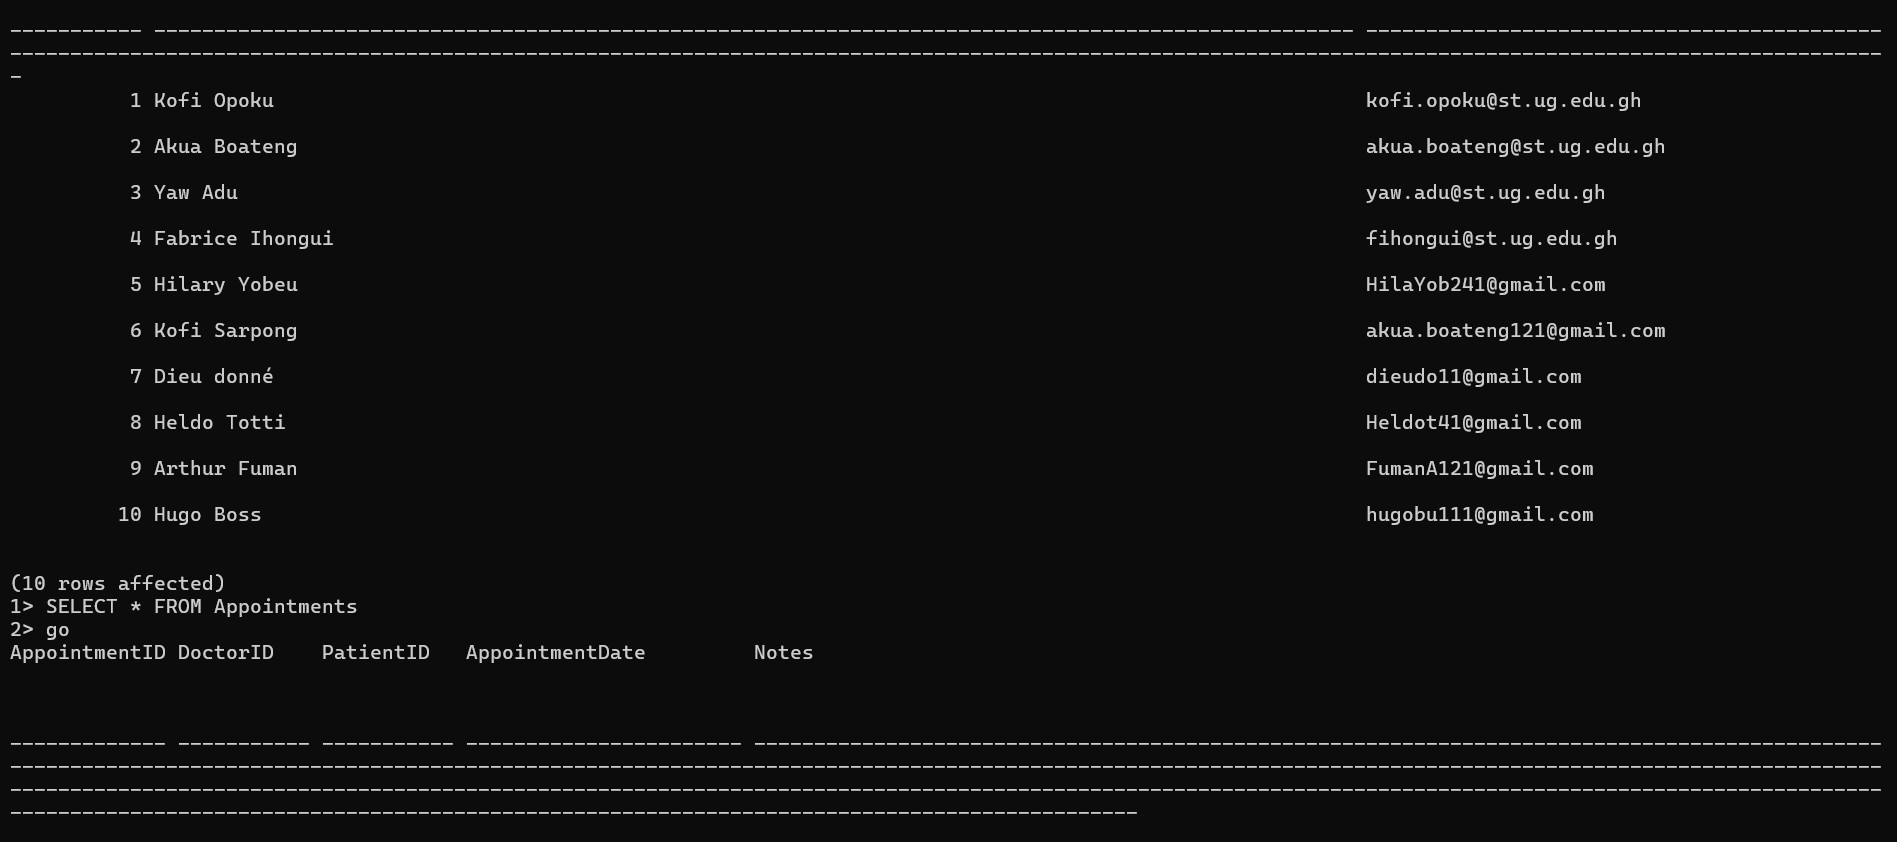 1 Kofi Opoku kofi.opoku@st.ug.edu.gh
2 Akua Boateng akua.boateng@st.ug.edu.gh
3 Yaw Adu yaw.adu@st.ug.edu.gh
4 Fabrice Ihongui fihongui@st.ug.edu.gh
5 Hilary Yobeu HilaYob241@gmail.com
6 Kofi Sarpong akua.boateng121@gmail.com
7 Dieu donné dieudo11@gmail.com
8 Heldo Totti Heldot41@gmail.com
9 Arthur Fuman FumanA121@gmail.com
10 Hugo Boss hugobu111@gmail.com
(10 rows affected)
1> SELECT * FROM Appointments
2> go
AppointmentID DoctorID PatientID AppointmentDate Notes